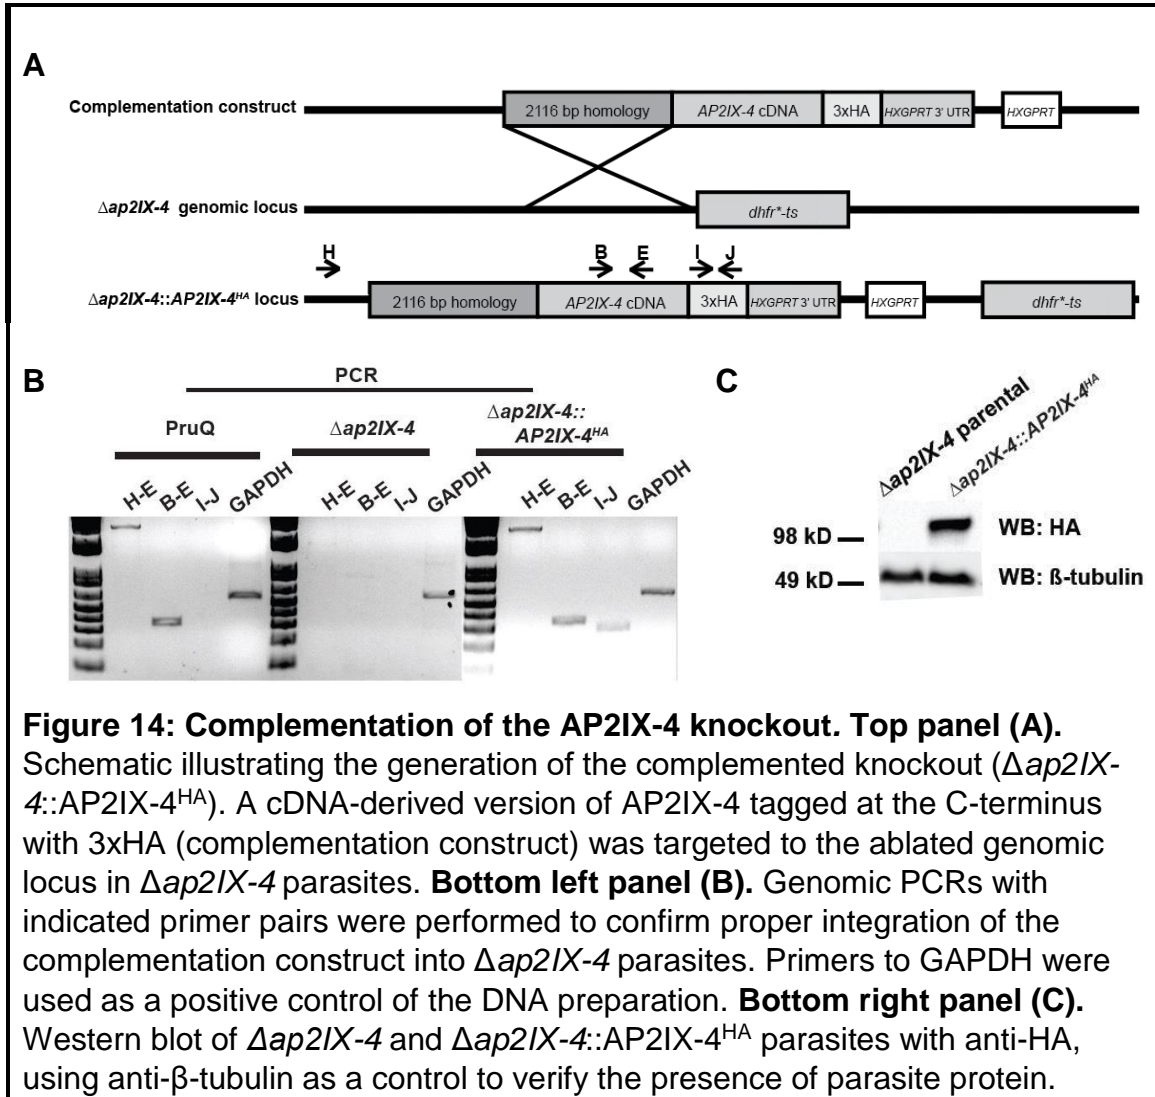 A
Complementation construct
2116 bp homology AP2IX-4 cDNA 3xHA HXGPRT 3' UTR HXGPRT
Δap2IX-4 genomic locus
dhfr*-ts
H B E I J
Δap2IX-4::AP2IX-4HA locus
2116 bp homology AP2IX-4 cDNA 3xHA HXGPRT 3' UTR HXGPRT dhfr*-ts
B
PCR
PruQ Δap2IX-4 Δap2IX-4::
AP2IX-4HA
H-E B-E I-J GAPDH H-E B-E I-J GAPDH H-E B-E I-J GAPDH
C
Δap2IX-4 parental
Δap2IX-4::AP2IX-4HA
98 kD WB: HA
49 kD WB: ß-tubulin
Figure 14: Complementation of the AP2IX-4 knockout. Top panel (A).
Schematic illustrating the generation of the complemented knockout (Δap2IX-
4::AP2IX-4HA). A cDNA-derived version of AP2IX-4 tagged at the C-terminus
with 3xHA (complementation construct) was targeted to the ablated genomic
locus in Δap2IX-4 parasites. Bottom left panel (B). Genomic PCRs with
indicated primer pairs were performed to confirm proper integration of the
complementation construct into Δap2IX-4 parasites. Primers to GAPDH were
used as a positive control of the DNA preparation. Bottom right panel (C).
Western blot of Δap2IX-4 and Δap2IX-4::AP2IX-4HA parasites with anti-HA,
using anti-β-tubulin as a control to verify the presence of parasite protein.